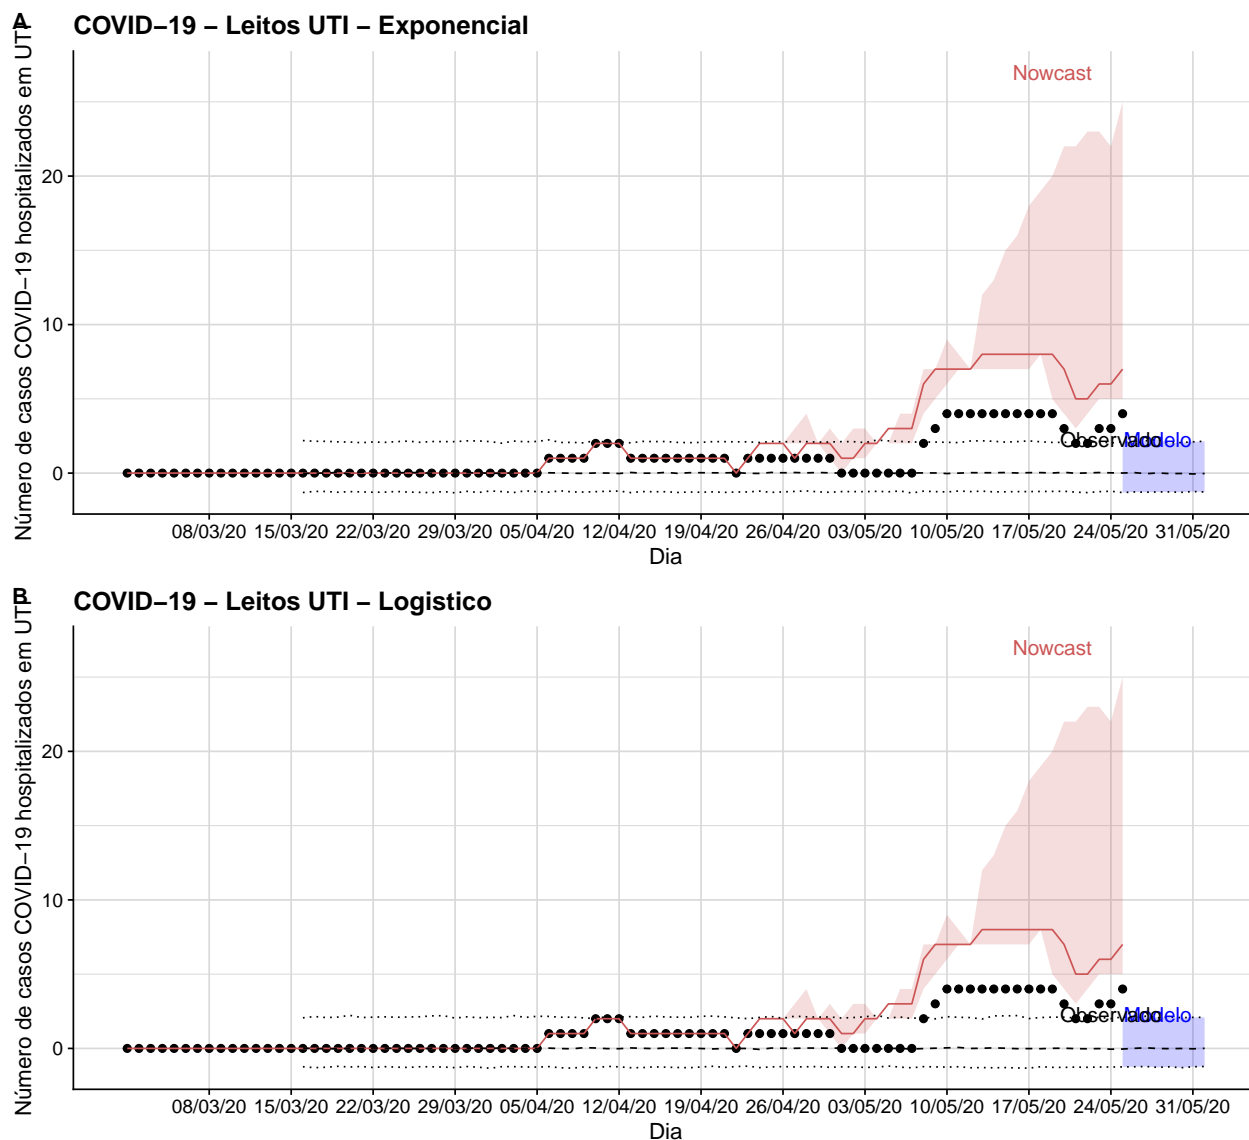 A
COVID−19 − Leitos UTI − Exponencial
Número de casos COVID−19 hospitalizados em UTI
Nowcast
20
10
0
Observado
Modelo
08/03/20 15/03/20 22/03/20 29/03/20 05/04/20 12/04/20 19/04/20 26/04/20 03/05/20 10/05/20 17/05/20 24/05/20 31/05/20
Dia
B
COVID−19 − Leitos UTI − Logistico
Número de casos COVID−19 hospitalizados em UTI
Nowcast
20
10
0
Observado
Modelo
08/03/20 15/03/20 22/03/20 29/03/20 05/04/20 12/04/20 19/04/20 26/04/20 03/05/20 10/05/20 17/05/20 24/05/20 31/05/20
Dia